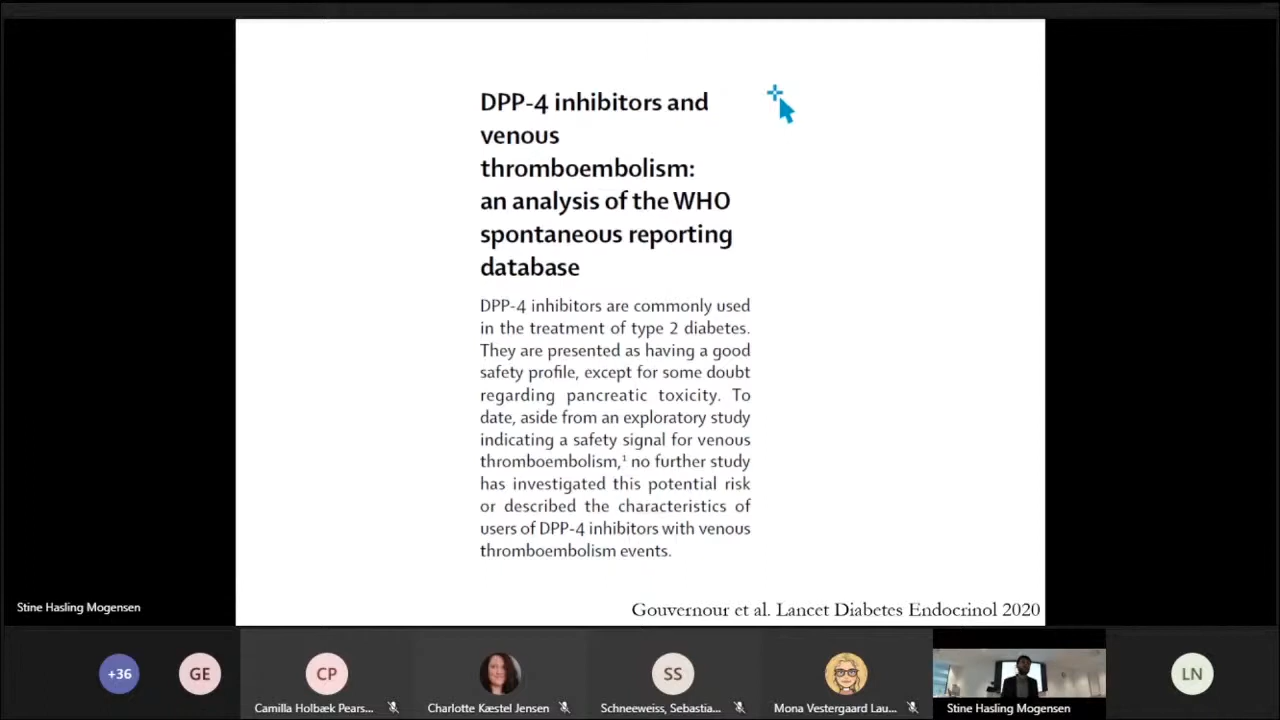 DPP-4 inhibitors and
venous
thromboembolism:
an analysis of the WHO
spontaneous reporting
database
DPP-4 inhibitors are commonly used
in the treatment of type 2 diabetes.
They are presented as having a good
safety profile, except for some doubt
regarding pancreatic toxicity. To
date, aside from an exploratory study
indicating a safety signal for venous
thromboembolism,¹ no further study
has investigated this potential risk
or described the characteristics of
users of DPP-4 inhibitors with venous
thromboembolism events.
Gouvernour et al. Lancet Diabetes Endocrinol 2020
Stine Hasling Mogensen
+36
GE
CP
SS
LN
Camilla Holbæk Pears...
Charlotte Kæstel Jensen
Schneeweiss, Sebastia...
Mona Vestergaard Lau...
Stine Hasling Mogensen